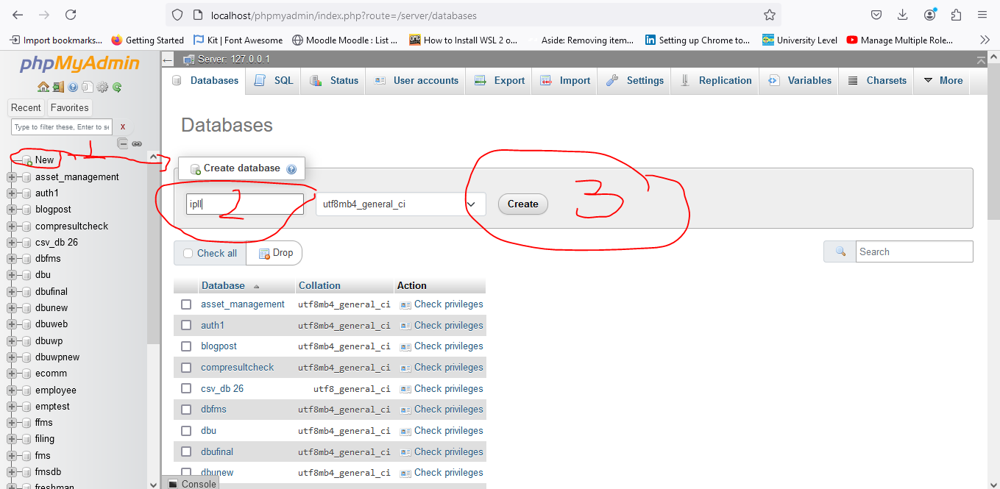 localhost/phpmyadmin/index.php?route=/server/databases
Import bookmarks... Getting Started Kit | Font Awesome Moodle Moodle : List ... How to Install WSL 2 o... Aside: Removing item... Setting up Chrome to... University Level Manage Multiple Role...
phpMyAdmin
Recent Favorites
Type to filter these, Enter to se X
1
New
asset_management
auth1
blogpost
compresultcheck
csv_db 26
dbfms
dbu
dbufinal
dbunew
dbuweb
dbuwp
dbuwpnew
ecomm
employee
emptest
ffms
filing
fms
fmsdb
freshman
Server: 127.0.0.1
Databases SQL Status User accounts Export Import Settings Replication Variables Charsets More
Databases
Create database
ipll 2 utf8mb4_general_ci Create 3
Check all Drop Search
Database Collation Action
asset_management utf8mb4_general_ci Check privileges
auth1 utf8mb4_general_ci Check privileges
blogpost utf8mb4_general_ci Check privileges
compresultcheck utf8mb4_general_ci Check privileges
csv_db 26 utf8_general_ci Check privileges
dbfms utf8mb4_general_ci Check privileges
dbu utf8mb4_general_ci Check privileges
dbufinal utf8mb4_general_ci Check privileges
dbunew utf8mb4_general_ci Check privileges
Console